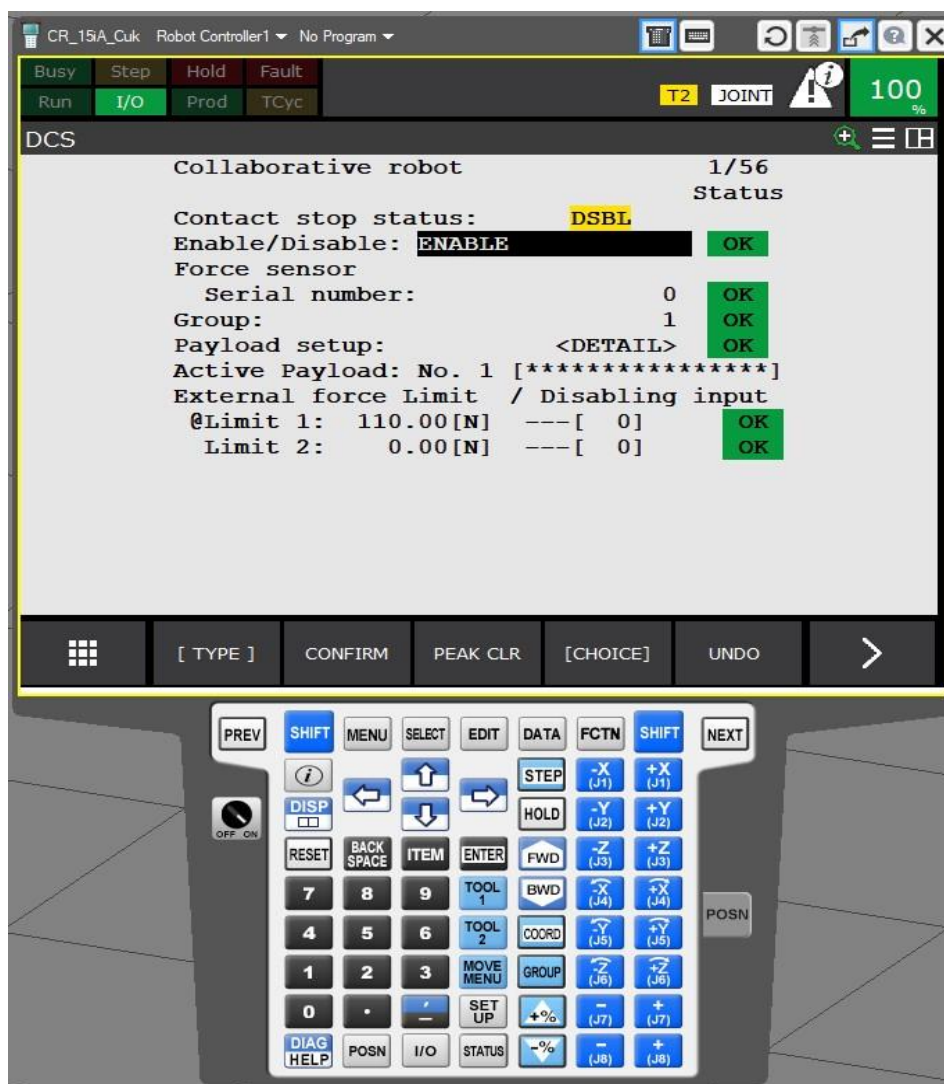 CR_15iA_Cuk Robot Controller1 No Program
Busy Step Hold Fault
Run I/O Prod TCyc
T2 JOINT 100 %
DCS
Collaborative robot 1/56
Status
Contact stop status: DSBL
Enable/Disable: ENABLE OK
Force sensor
Serial number: 0 OK
Group: 1 OK
Payload setup: <DETAIL> OK
Active Payload: No. 1 [****************]
External force Limit / Disabling input
@Limit 1: 110.00[N] ---[ 0] OK
Limit 2: 0.00[N] ---[ 0] OK
[ TYPE ] CONFIRM PEAK CLR [CHOICE] UNDO >
PREV SHIFT MENU SELECT EDIT DATA FCTN SHIFT NEXT
i STEP -X (J1) +X (J1)
OFF ON DISP HOLD -Y (J2) +Y (J2)
RESET BACK SPACE ITEM ENTER FWD -Z (J3) +Z (J3)
7 8 9 TOOL 1 BWD -X (J4) +X (J4)
POSN
4 5 6 TOOL 2 COORD -Y (J5) +Y (J5)
1 2 3 MOVE MENU GROUP -Z (J6) +Z (J6)
0 . , - SET UP +% - (J7) + (J7)
DIAG HELP POSN I/O STATUS -% - (J8) + (J8)